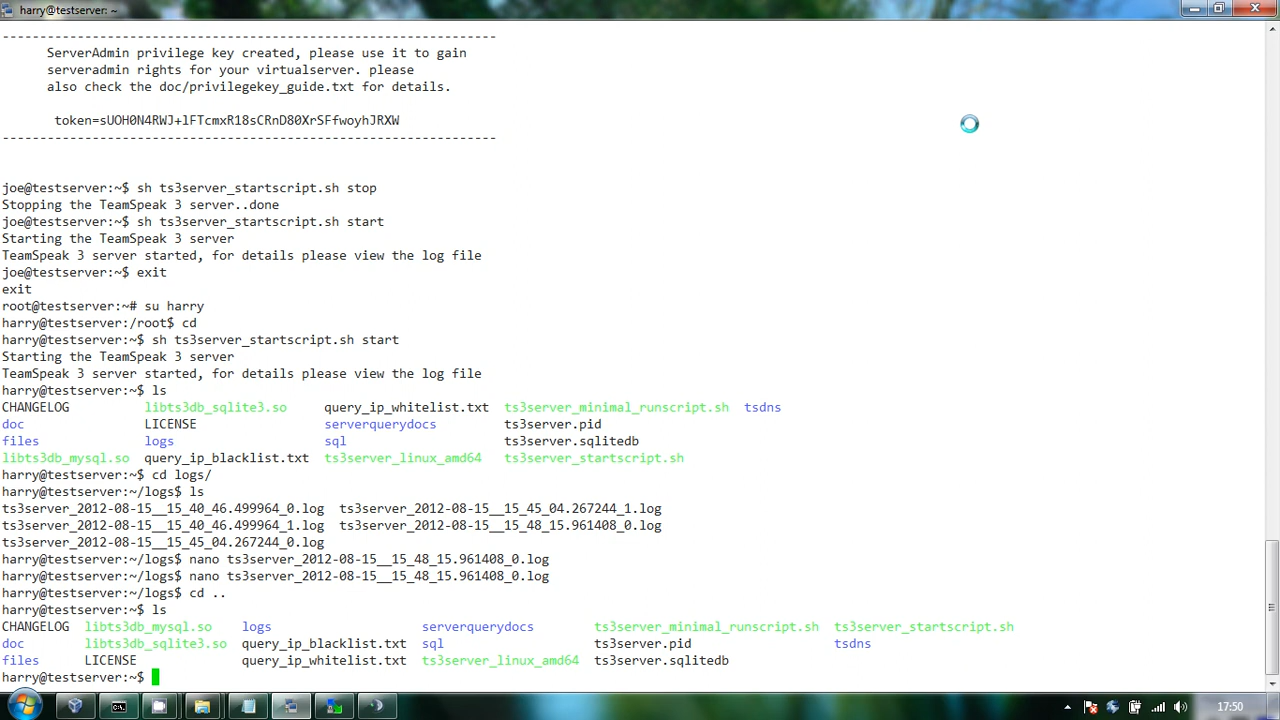 harry@testserver: ~
------------------------------------------------------------------
ServerAdmin privilege key created, please use it to gain
serveradmin rights for your virtualserver. please
also check the doc/privilegekey_guide.txt for details.
token=sUOH0N4RWJ+lFTcmxR18sCRnD80XrSFfwoyhJRXW
------------------------------------------------------------------
joe@testserver:~$ sh ts3server_startscript.sh stop
Stopping the TeamSpeak 3 server..done
joe@testserver:~$ sh ts3server_startscript.sh start
Starting the TeamSpeak 3 server
TeamSpeak 3 server started, for details please view the log file
joe@testserver:~$ exit
exit
root@testserver:~# su harry
harry@testserver:/root$ cd
harry@testserver:~$ sh ts3server_startscript.sh start
Starting the TeamSpeak 3 server
TeamSpeak 3 server started, for details please view the log file
harry@testserver:~$ ls
CHANGELOG libts3db_sqlite3.so query_ip_whitelist.txt ts3server_minimal_runscript.sh tsdns
doc LICENSE serverquerydocs ts3server.pid
files logs sql ts3server.sqlitedb
libts3db_mysql.so query_ip_blacklist.txt ts3server_linux_amd64 ts3server_startscript.sh
harry@testserver:~$ cd logs/
harry@testserver:~/logs$ ls
ts3server_2012-08-15__15_40_46.499964_0.log ts3server_2012-08-15__15_45_04.267244_1.log
ts3server_2012-08-15__15_40_46.499964_1.log ts3server_2012-08-15__15_48_15.961408_0.log
ts3server_2012-08-15__15_45_04.267244_0.log
harry@testserver:~/logs$ nano ts3server_2012-08-15__15_48_15.961408_0.log
harry@testserver:~/logs$ nano ts3server_2012-08-15__15_48_15.961408_0.log
harry@testserver:~/logs$ cd ..
harry@testserver:~$ ls
CHANGELOG libts3db_mysql.so logs serverquerydocs ts3server_minimal_runscript.sh ts3server_startscript.sh
doc libts3db_sqlite3.so query_ip_blacklist.txt sql ts3server.pid tsdns
files LICENSE query_ip_whitelist.txt ts3server_linux_amd64 ts3server.sqlitedb
harry@testserver:~$
17:50